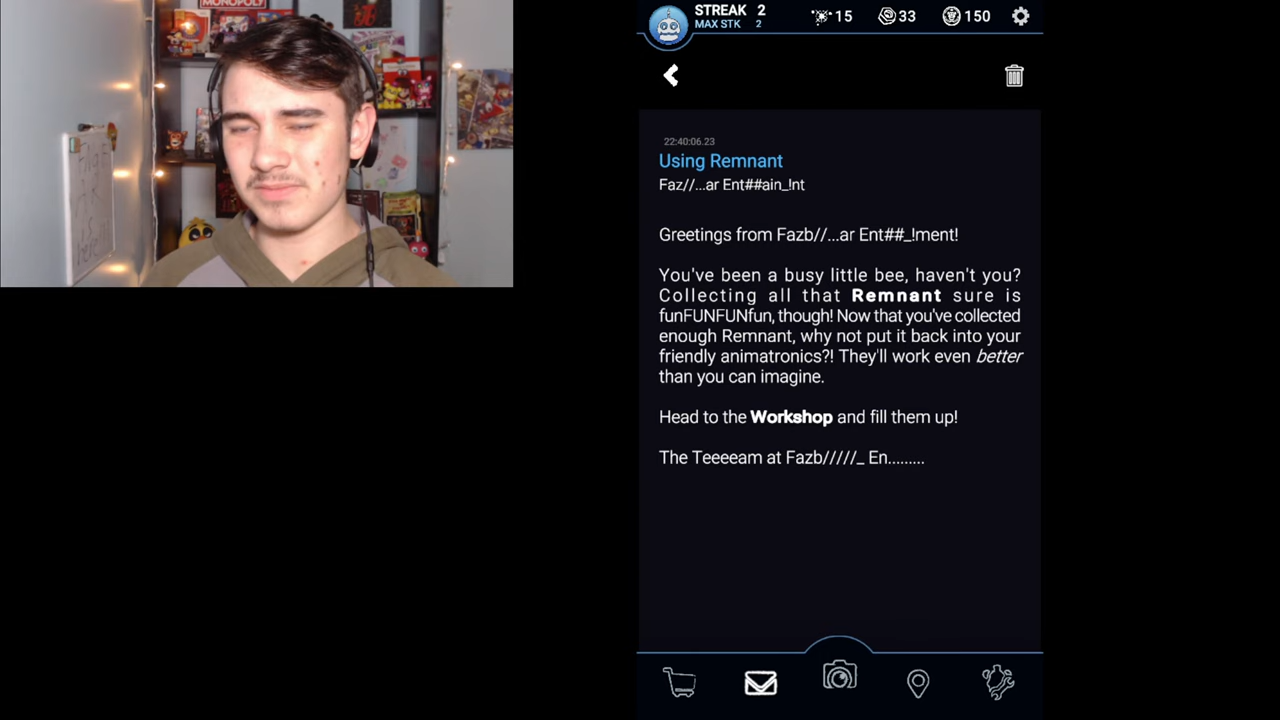 MONOPOLY
STREAK 2
MAX STK 2
15
33
150
22:40:06.23
Using Remnant
Faz//...ar Ent##ain_!nt
Greetings from Fazb//...ar Ent##_!ment!
You've been a busy little bee, haven't you?
Collecting all that Remnant sure is
funFUNFUNfun, though! Now that you've collected
enough Remnant, why not put it back into your
friendly animatronics?! They'll work even better
than you can imagine.
Head to the Workshop and fill them up!
The Teeeeam at Fazb/////_ En.........